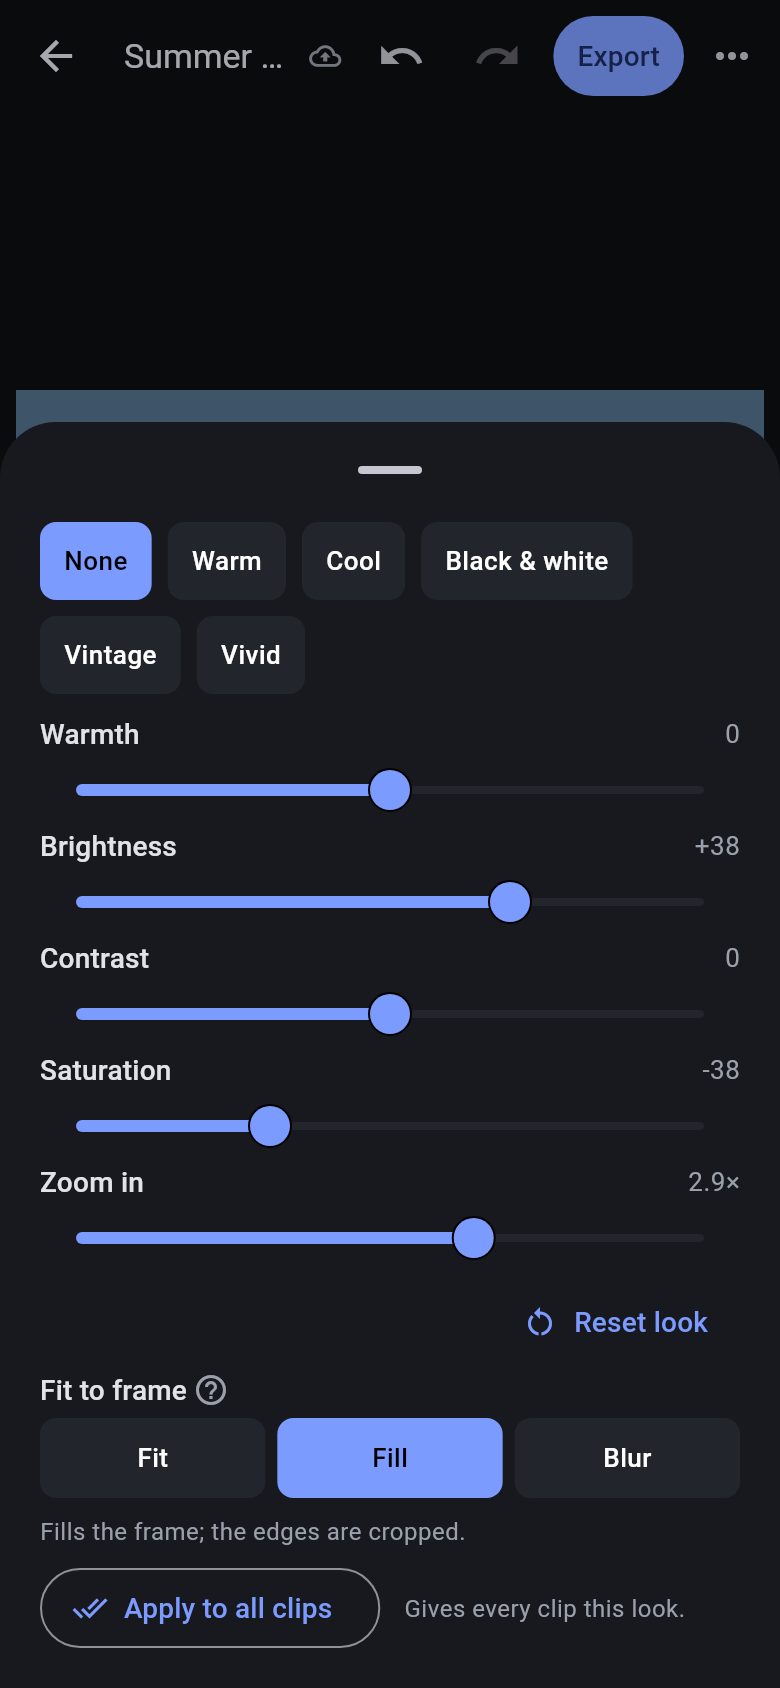 Summer ...
Export
None
Warm
Cool
Black & white
Vintage
Vivid
Warmth
0
Brightness
+38
Contrast
0
Saturation
-38
Zoom in
2.9×
Reset look
Fit to frame
Fit
Fill
Blur
Fills the frame; the edges are cropped.
Apply to all clips
Gives every clip this look.